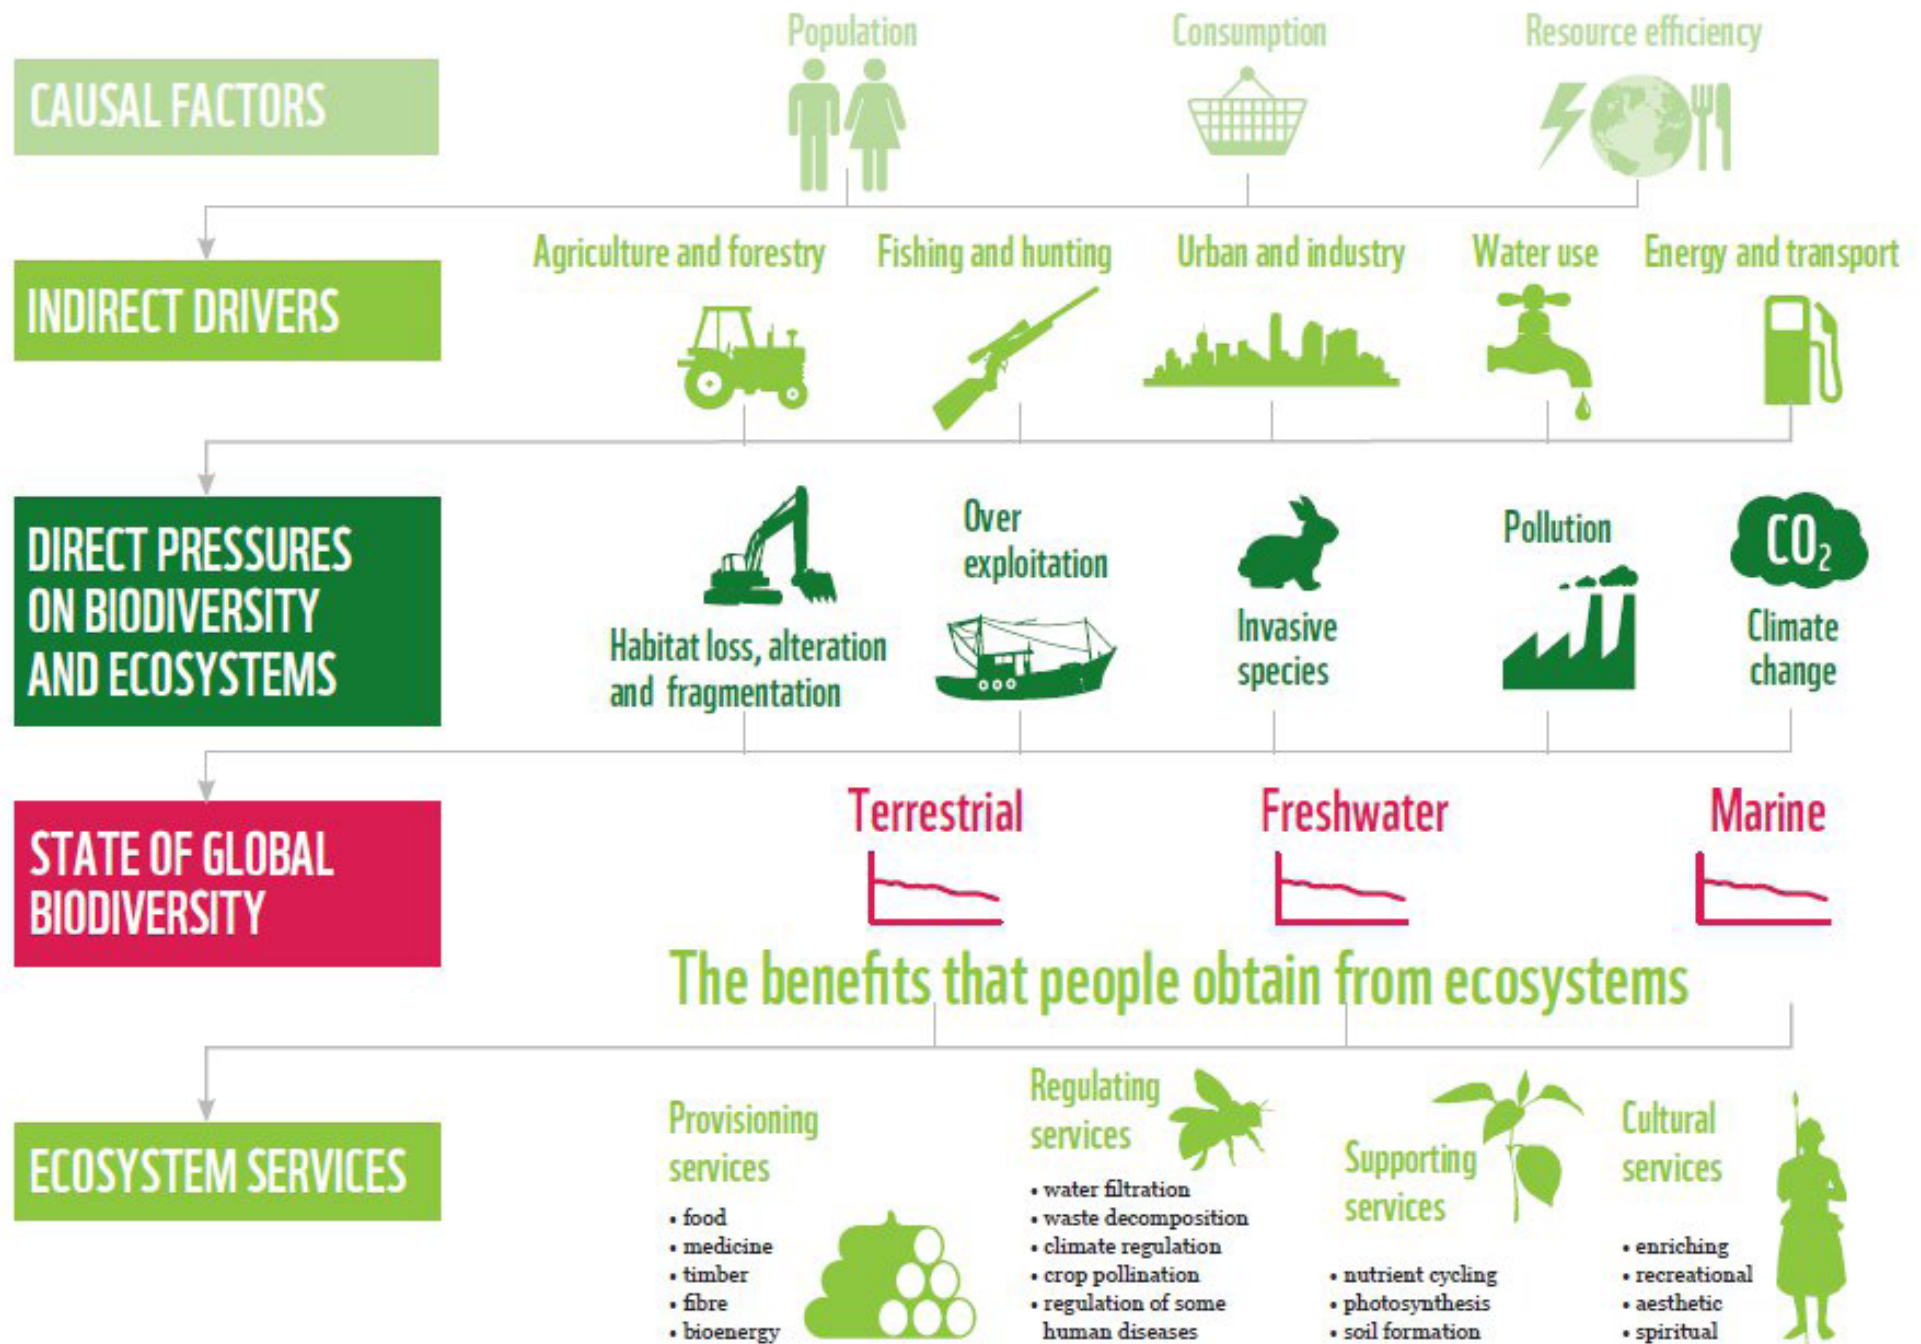 Population
Consumption
Resource efficiency
CAUSAL FACTORS
Agriculture and forestry
Fishing and hunting
Urban and industry
Water use
Energy and transport
INDIRECT DRIVERS
DIRECT PRESSURES
ON BIODIVERSITY
AND ECOSYSTEMS
Habitat loss, alteration
and fragmentation
Over
exploitation
Invasive
species
Pollution
CO₂
Climate
change
STATE OF GLOBAL
BIODIVERSITY
Terrestrial
Freshwater
Marine
The benefits that people obtain from ecosystems
ECOSYSTEM SERVICES
Provisioning
services
• food
• medicine
• timber
• fibre
• bioenergy
Regulating
services
• water filtration
• waste decomposition
• climate regulation
• crop pollination
• regulation of some
human diseases
Supporting
services
• nutrient cycling
• photosynthesis
• soil formation
Cultural
services
• enriching
• recreational
• aesthetic
• spiritual